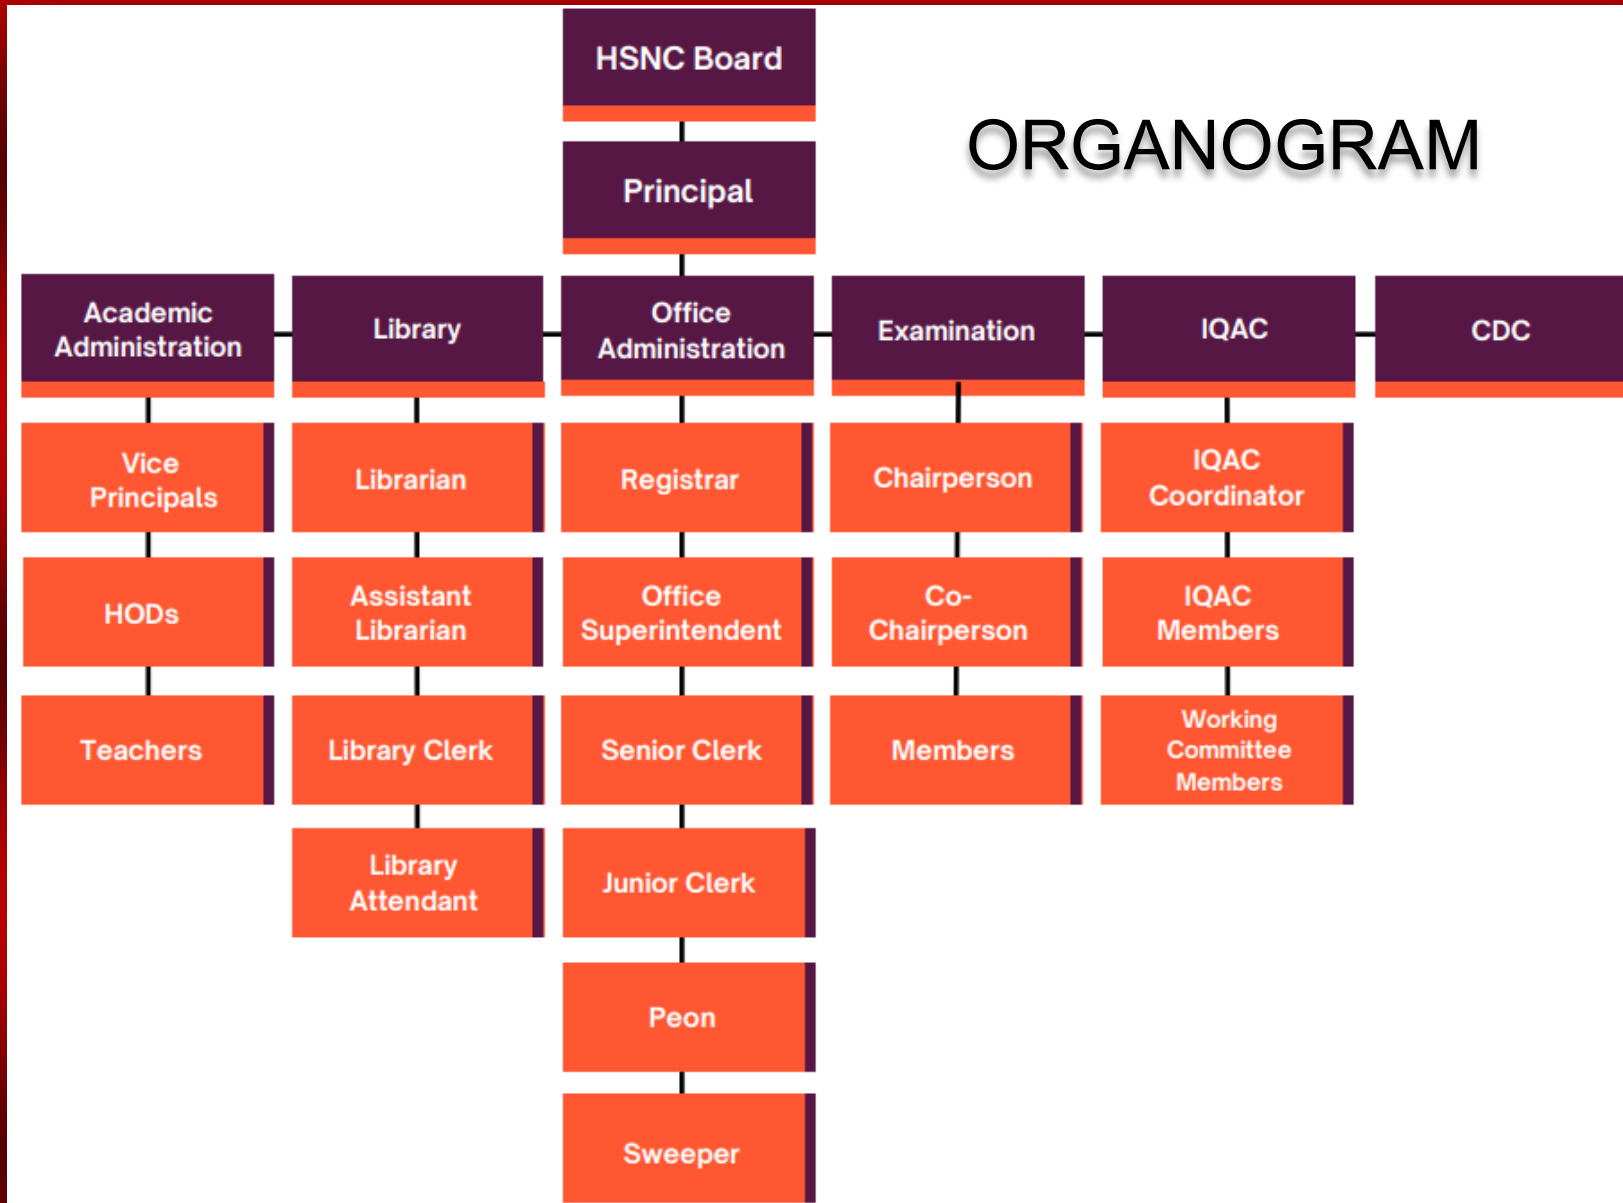 HSNC Board
ORGANOGRAM
Principal
Academic
Administration
Library
Office
Administration
Examination
IQAC
CDC
Vice
Principals
Librarian
Registrar
Chairperson
IQAC
Coordinator
HODs
Assistant
Librarian
Office
Superintendent
Co-
Chairperson
IQAC
Members
Teachers
Library Clerk
Senior Clerk
Members
Working
Committee
Members
Library
Attendant
Junior Clerk
Peon
Sweeper